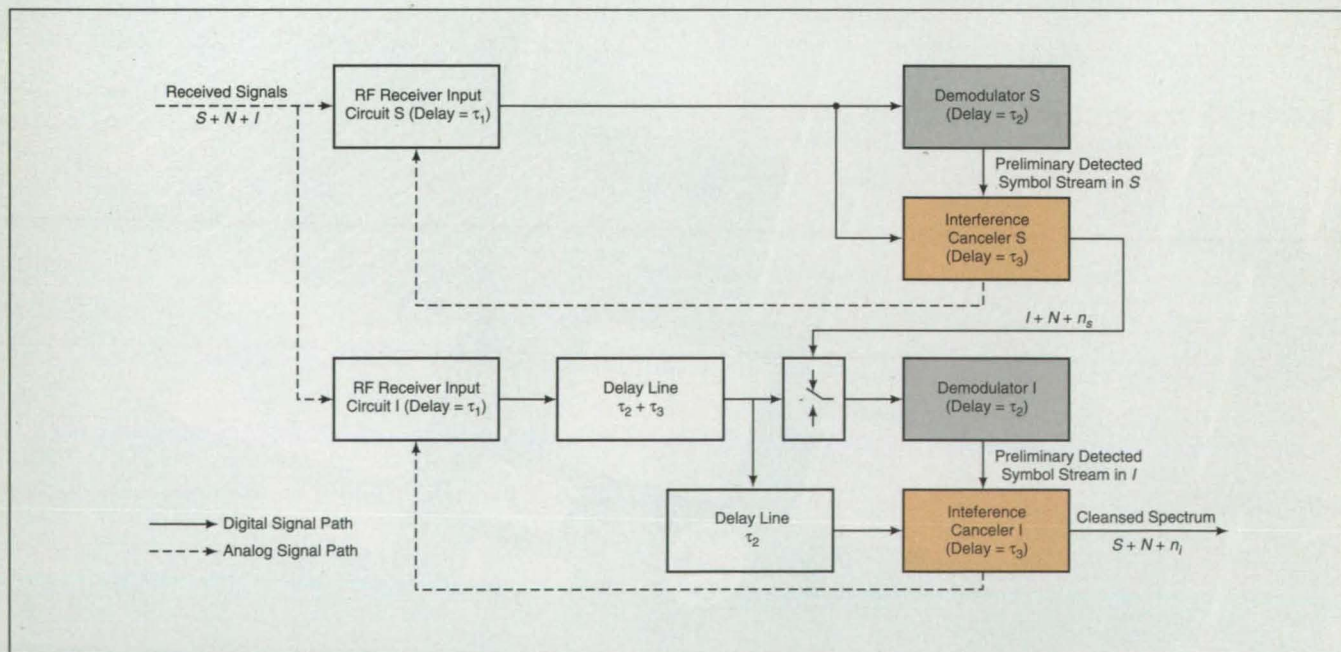 Received Signals
S + N + I
RF Receiver Input
Circuit S (Delay = τ₁)
Demodulator S
(Delay = τ₂)
Preliminary Detected
Symbol Stream in S
Interference
Canceler S
(Delay = τ₃)
I + N + nₛ
RF Receiver Input
Circuit I (Delay = τ₁)
Delay Line
τ₂ + τ₃
Demodulator I
(Delay = τ₂)
Preliminary Detected
Symbol Stream in I
Delay Line
τ₂
Inteference
Canceler I
(Delay = τ₃)
Cleansed Spectrum
S + N + nᵢ
Digital Signal Path
Analog Signal Path